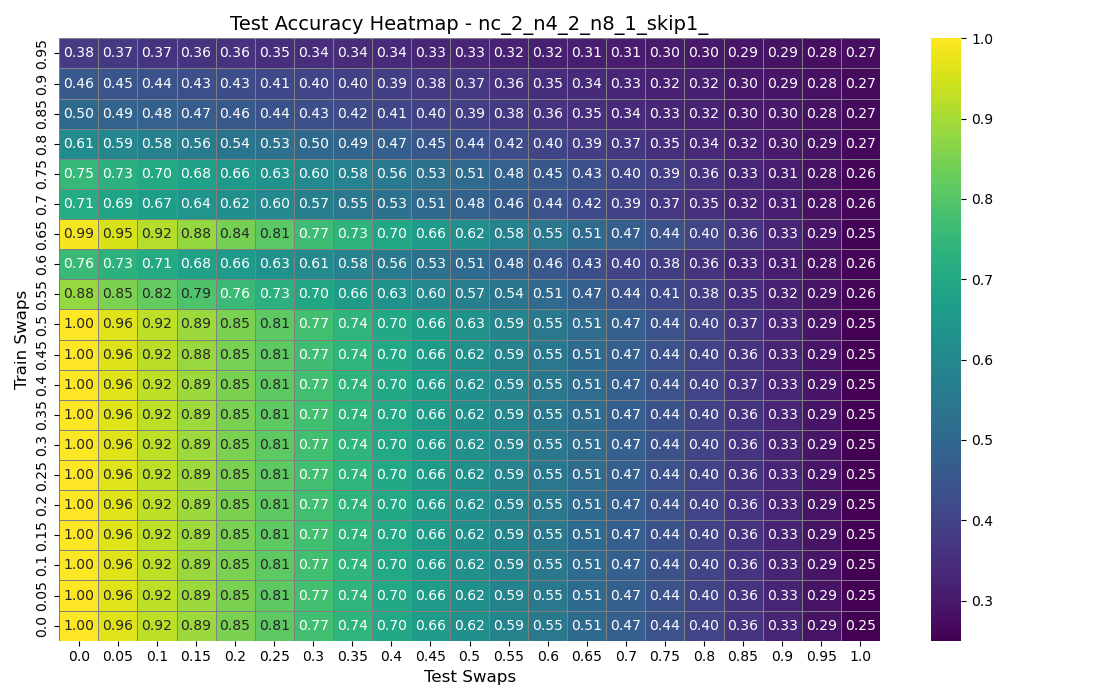 Test Accuracy Heatmap - nc_2_n4_2_n8_1_skip1_
0.95 0.38 0.37 0.37 0.36 0.36 0.35 0.34 0.34 0.34 0.33 0.33 0.32 0.32 0.31 0.31 0.30 0.30 0.29 0.29 0.28 0.27
0.9 0.46 0.45 0.44 0.43 0.43 0.41 0.40 0.40 0.39 0.38 0.37 0.36 0.35 0.34 0.33 0.32 0.32 0.30 0.29 0.28 0.27
0.85 0.50 0.49 0.48 0.47 0.46 0.44 0.43 0.42 0.41 0.40 0.39 0.38 0.36 0.35 0.34 0.33 0.32 0.30 0.30 0.28 0.27
0.8 0.61 0.59 0.58 0.56 0.54 0.53 0.50 0.49 0.47 0.45 0.44 0.42 0.40 0.39 0.37 0.35 0.34 0.32 0.30 0.29 0.27
0.75 0.75 0.73 0.70 0.68 0.66 0.63 0.60 0.58 0.56 0.53 0.51 0.48 0.45 0.43 0.40 0.39 0.36 0.33 0.31 0.28 0.26
0.7 0.71 0.69 0.67 0.64 0.62 0.60 0.57 0.55 0.53 0.51 0.48 0.46 0.44 0.42 0.39 0.37 0.35 0.32 0.31 0.28 0.26
0.65 0.99 0.95 0.92 0.88 0.84 0.81 0.77 0.73 0.70 0.66 0.62 0.58 0.55 0.51 0.47 0.44 0.40 0.36 0.33 0.29 0.25
0.6 0.76 0.73 0.71 0.68 0.66 0.63 0.61 0.58 0.56 0.53 0.51 0.48 0.46 0.43 0.40 0.38 0.36 0.33 0.31 0.28 0.26
0.55 0.88 0.85 0.82 0.79 0.76 0.73 0.70 0.66 0.63 0.60 0.57 0.54 0.51 0.47 0.44 0.41 0.38 0.35 0.32 0.29 0.26
0.5 1.00 0.96 0.92 0.89 0.85 0.81 0.77 0.74 0.70 0.66 0.63 0.59 0.55 0.51 0.47 0.44 0.40 0.37 0.33 0.29 0.25
0.45 1.00 0.96 0.92 0.88 0.85 0.81 0.77 0.74 0.70 0.66 0.62 0.59 0.55 0.51 0.47 0.44 0.40 0.36 0.33 0.29 0.25
0.4 1.00 0.96 0.92 0.89 0.85 0.81 0.77 0.74 0.70 0.66 0.62 0.59 0.55 0.51 0.47 0.44 0.40 0.37 0.33 0.29 0.25
0.35 1.00 0.96 0.92 0.89 0.85 0.81 0.77 0.74 0.70 0.66 0.62 0.59 0.55 0.51 0.47 0.44 0.40 0.36 0.33 0.29 0.25
0.3 1.00 0.96 0.92 0.89 0.85 0.81 0.77 0.74 0.70 0.66 0.62 0.59 0.55 0.51 0.47 0.44 0.40 0.36 0.33 0.29 0.25
0.25 1.00 0.96 0.92 0.89 0.85 0.81 0.77 0.74 0.70 0.66 0.62 0.59 0.55 0.51 0.47 0.44 0.40 0.36 0.33 0.29 0.25
0.2 1.00 0.96 0.92 0.89 0.85 0.81 0.77 0.74 0.70 0.66 0.62 0.59 0.55 0.51 0.47 0.44 0.40 0.36 0.33 0.29 0.25
0.15 1.00 0.96 0.92 0.89 0.85 0.81 0.77 0.74 0.70 0.66 0.62 0.59 0.55 0.51 0.47 0.44 0.40 0.36 0.33 0.29 0.25
0.1 1.00 0.96 0.92 0.89 0.85 0.81 0.77 0.74 0.70 0.66 0.62 0.59 0.55 0.51 0.47 0.44 0.40 0.36 0.33 0.29 0.25
0.05 1.00 0.96 0.92 0.89 0.85 0.81 0.77 0.74 0.70 0.66 0.62 0.59 0.55 0.51 0.47 0.44 0.40 0.36 0.33 0.29 0.25
0.0 1.00 0.96 0.92 0.89 0.85 0.81 0.77 0.74 0.70 0.66 0.62 0.59 0.55 0.51 0.47 0.44 0.40 0.36 0.33 0.29 0.25
0.0 0.05 0.1 0.15 0.2 0.25 0.3 0.35 0.4 0.45 0.5 0.55 0.6 0.65 0.7 0.75 0.8 0.85 0.9 0.95 1.0
Test Swaps
Train Swaps
1.0
0.9
0.8
0.7
0.6
0.5
0.4
0.3